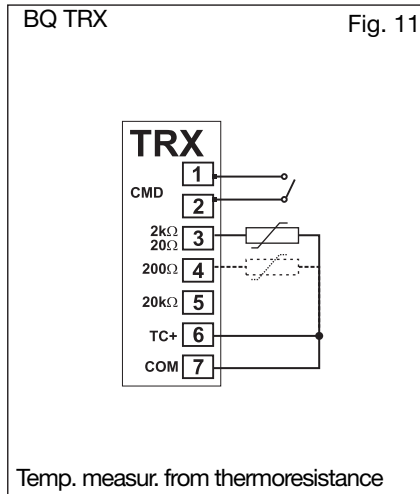 BQ TRX
Fig. 11
TRX
CMD
1
2
2kΩ
20Ω
3
200Ω
4
20kΩ
5
TC+
6
COM
7
Temp. measur. from thermoresistance